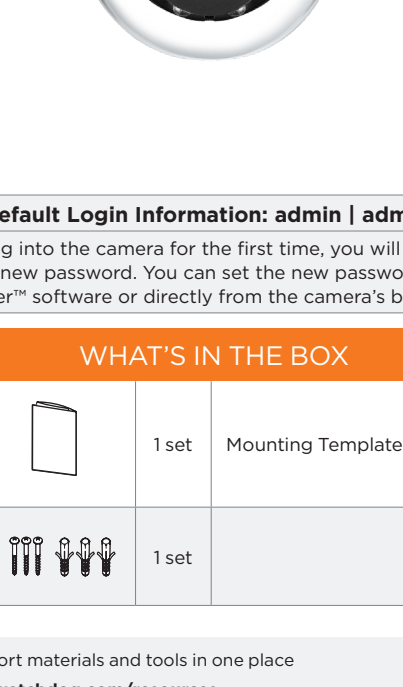 efault Login Information: admin | adm
g into the camera for the first time, you will
new password. You can set the new passwo
er™ software or directly from the camera's b
WHAT'S IN THE BOX
1 set Mounting Template
1 set
ort materials and tools in one place